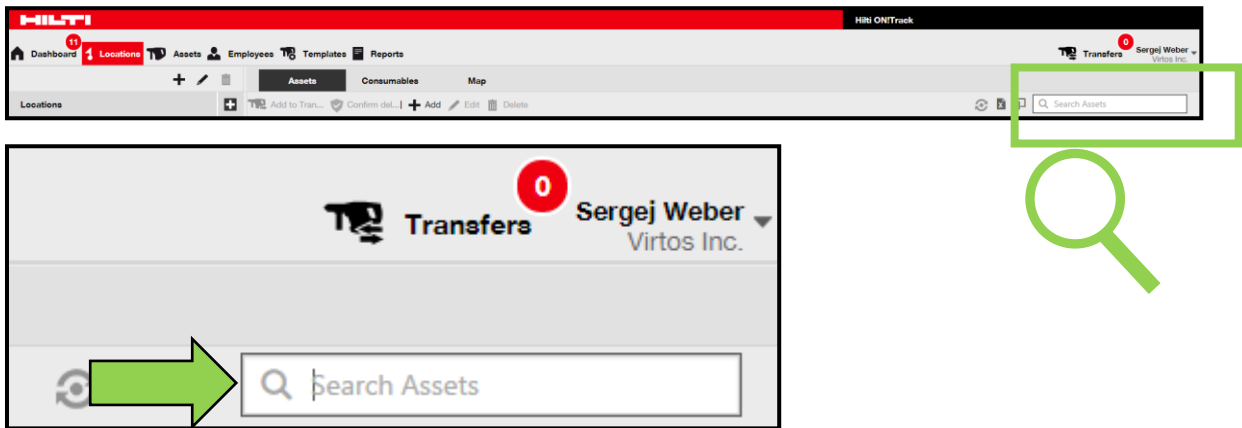 HILTI Hilti ON!Track
11 0
Dashboard Locations Assets Employees Templates Reports Transfers Sergej Weber
Virtos Inc.
Assets Consumables Map
Locations Add to Tran... Confirm del...| Add Edit Delete Search Assets
0
Transfers Sergej Weber
Virtos Inc.
Search Assets